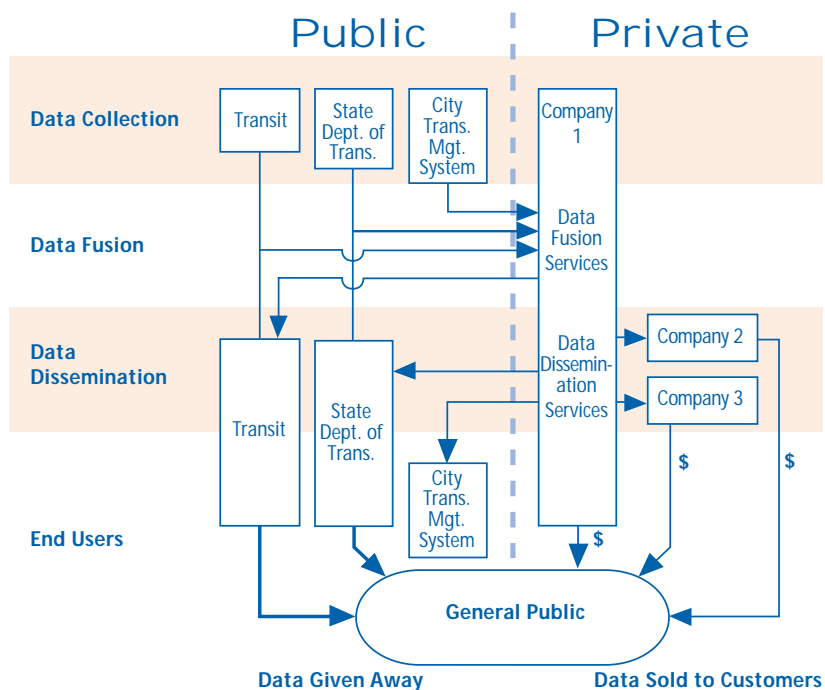 Public
Private
Data Collection
Transit
State
Dept. of
Trans.
City
Trans.
Mgt.
System
Company
1
Data Fusion
Data
Fusion
Services
Data
Dissemination
Transit
State
Dept. of
Trans.
City
Trans.
Mgt.
System
Data
Dissemin-
ation
Services
Company 2
Company 3
$
$
End Users
$
General Public
Data Given Away
Data Sold to Customers